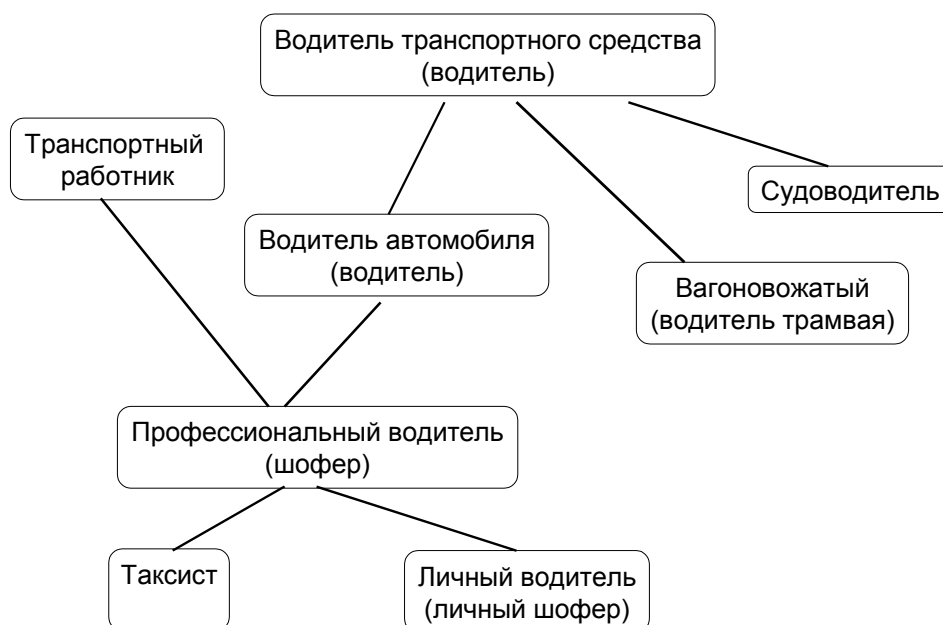 Водитель транспортного средства
(водитель)
Транспортный
работник
Судоводитель
Водитель автомобиля
(водитель)
Вагоновожатый
(водитель трамвая)
Профессиональный водитель
(шофер)
Таксист
Личный водитель
(личный шофер)